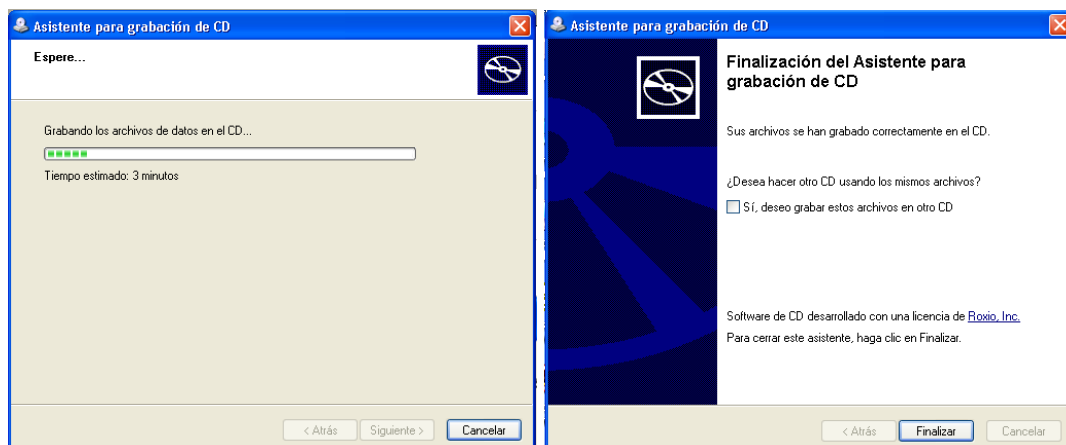 Asistente para grabación de CD
Espere...
Grabando los archivos de datos en el CD...
Tiempo estimado: 3 minutos
< Atrás
Siguiente >
Cancelar
Asistente para grabación de CD
Finalización del Asistente para
grabación de CD
Sus archivos se han grabado correctamente en el CD.
¿Desea hacer otro CD usando los mismos archivos?
Sí, deseo grabar estos archivos en otro CD
Software de CD desarrollado con una licencia de Roxio, Inc.
Para cerrar este asistente, haga clic en Finalizar.
< Atrás
Finalizar
Cancelar